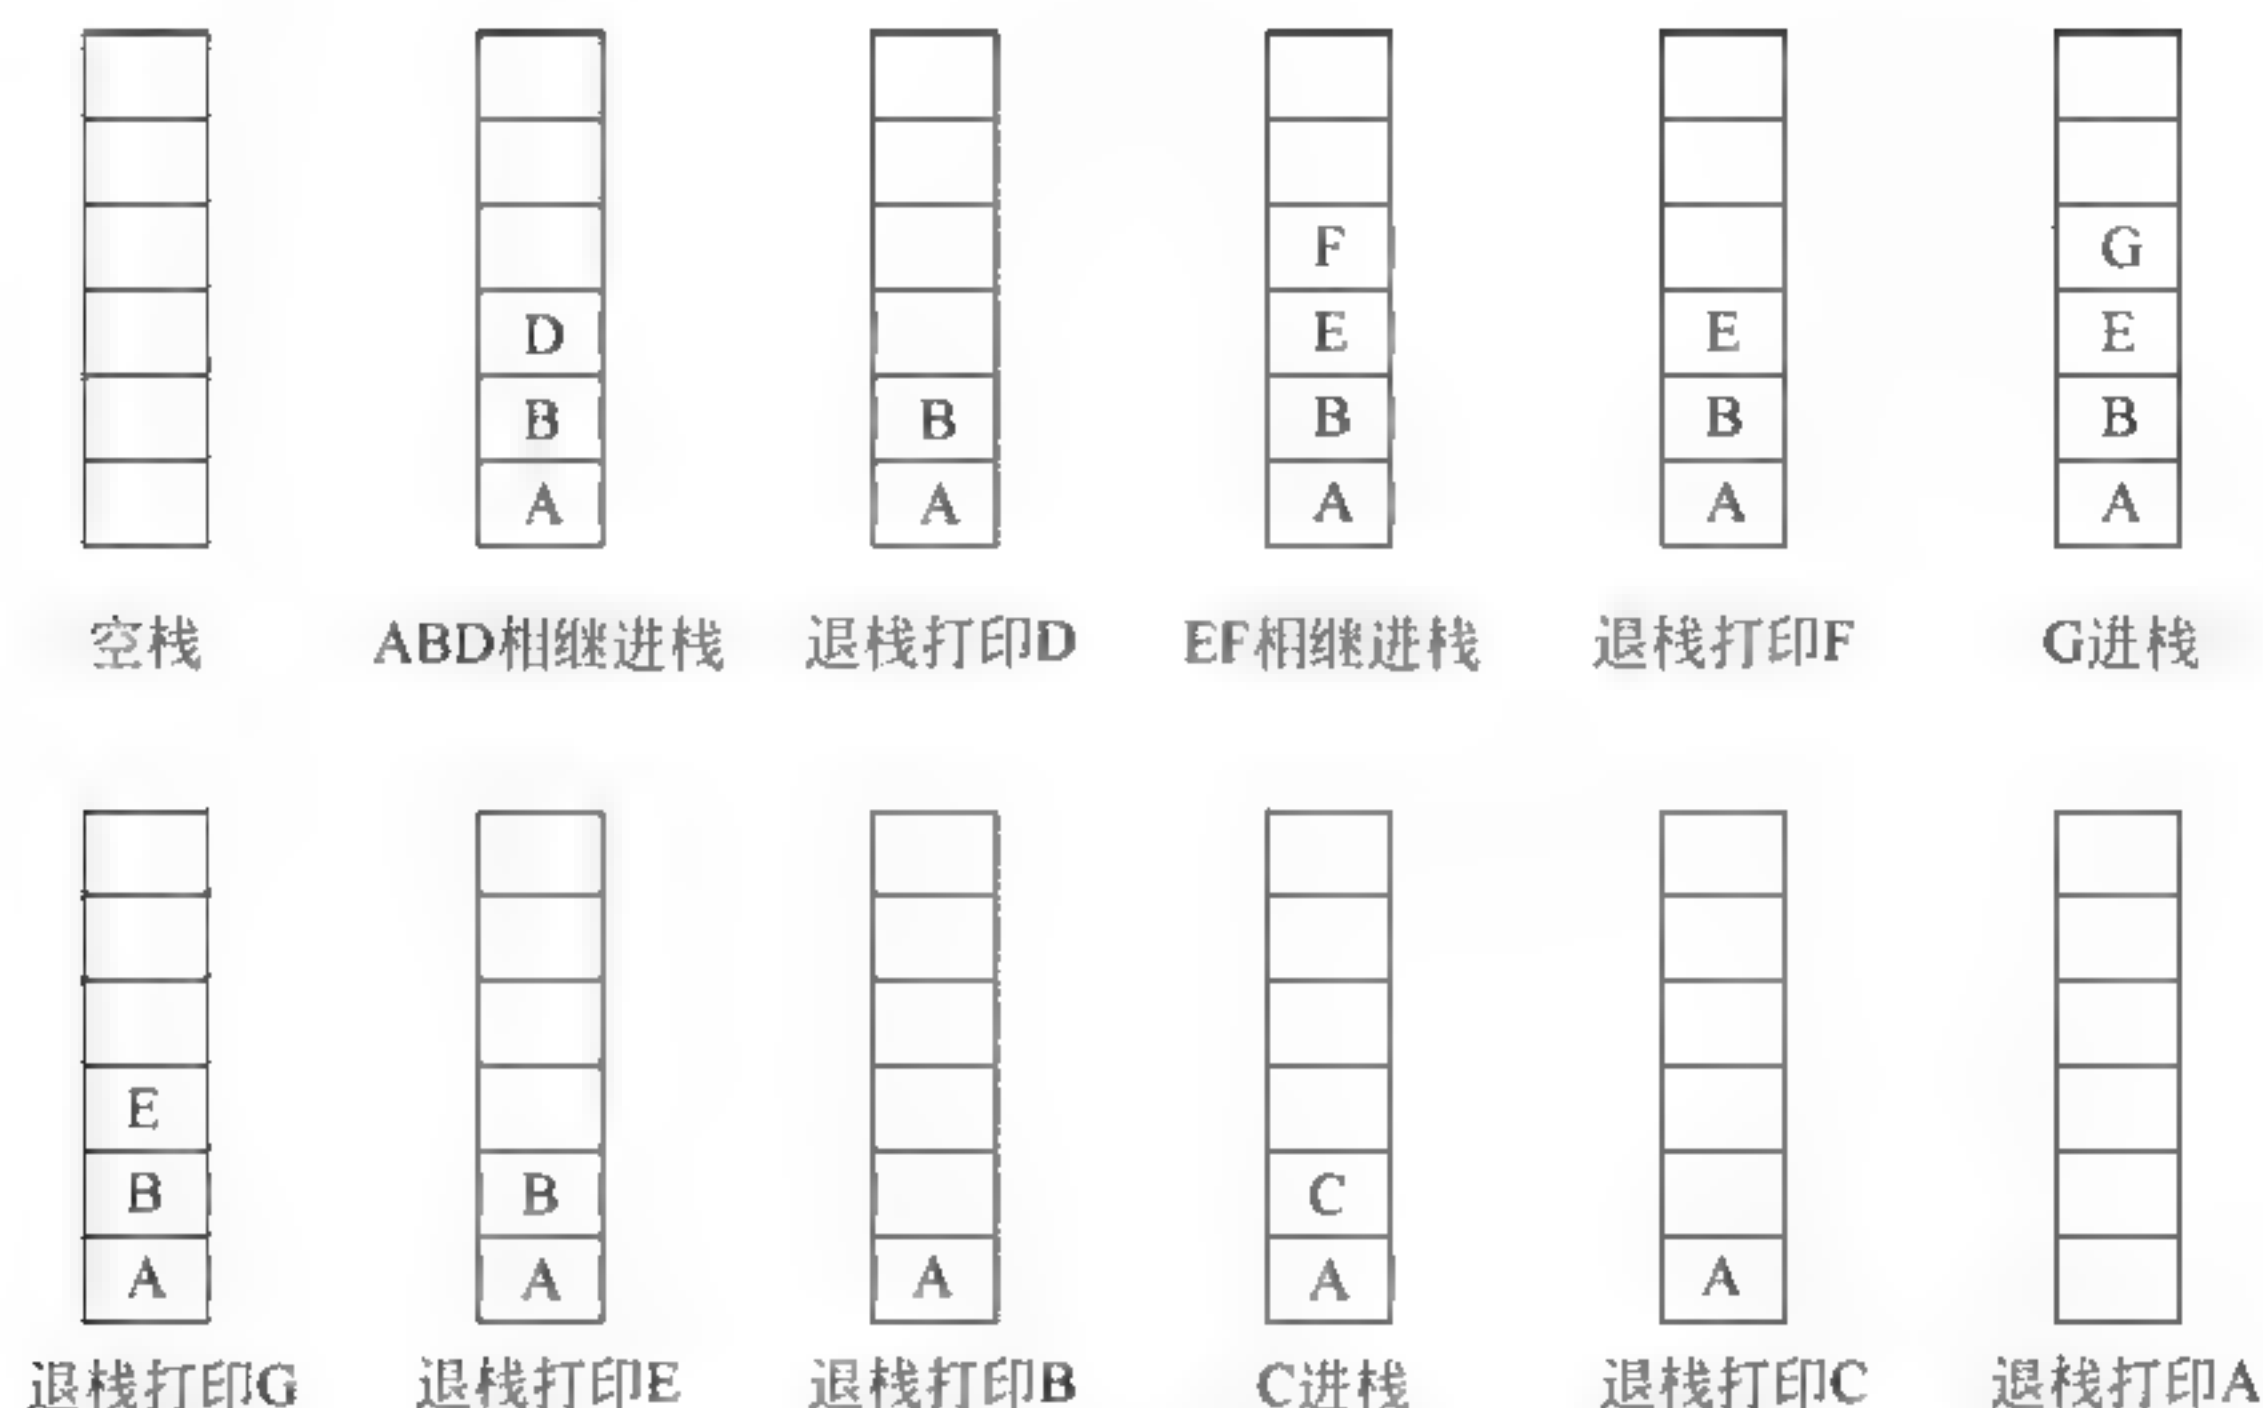 F G
D E E E
B B B B B
A A A A A
空栈 ABD相继进栈 退栈打印D EF相继进栈 退栈打印F G进栈
E
B B C
A A A A A
退栈打印G 退栈打印E 退栈打印B C进栈 退栈打印C 退栈打印A